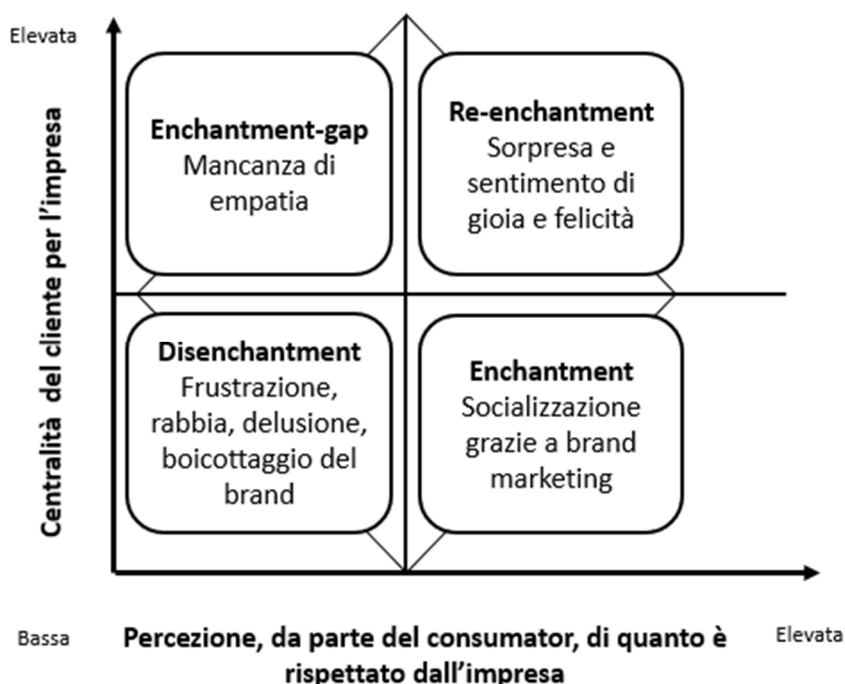 Elevata
Centralità del cliente per l'impresa
Enchantment-gap
Mancanza di
empatia
Re-enchantment
Sorpresa e
sentimento di
gioia e felicità
Disenchantment
Frustrazione,
rabbia, delusione,
boicottaggio del
brand
Enchantment
Socializzazione
grazie a brand
marketing
Bassa
Percezione, da parte del consumator, di quanto è
rispettato dall'impresa
Elevata